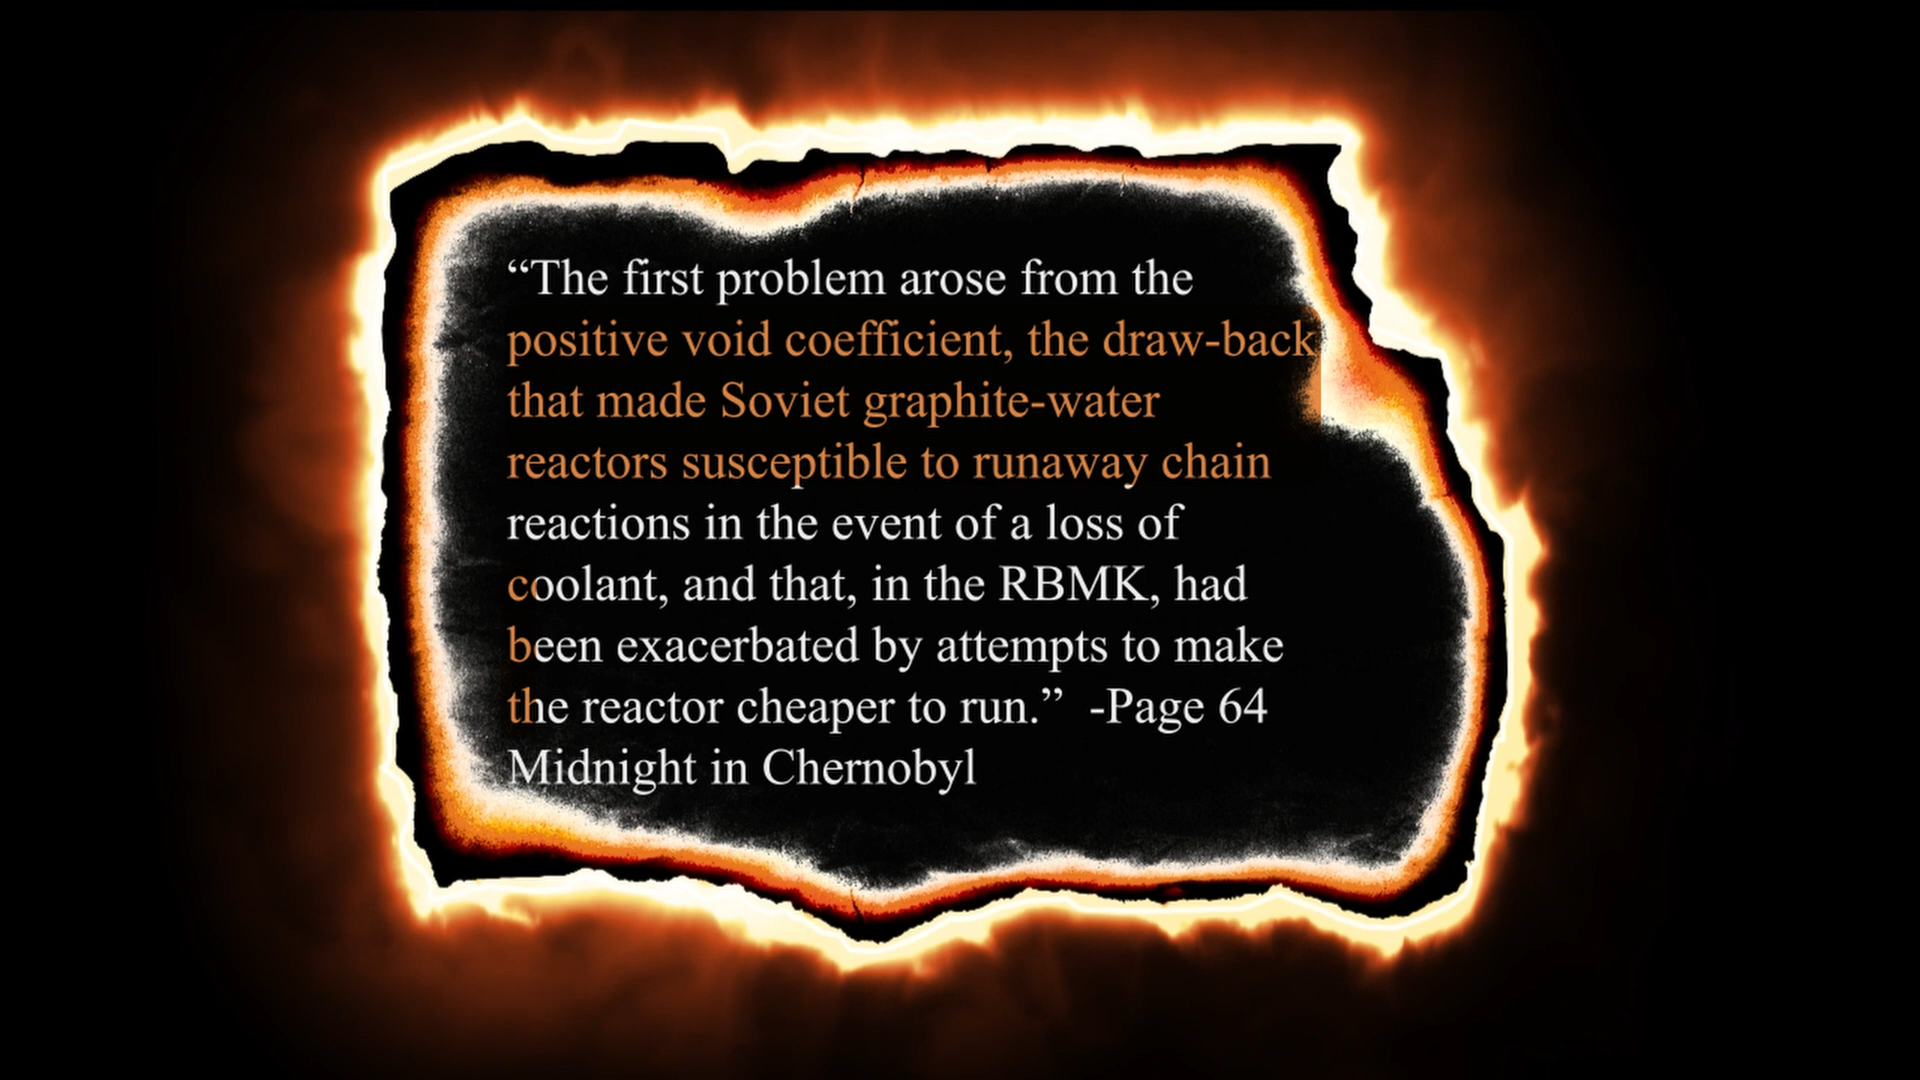 “The first problem arose from the
positive void coefficient, the draw-back
that made Soviet graphite-water
reactors susceptible to runaway chain
reactions in the event of a loss of
coolant, and that, in the RBMK, had
been exacerbated by attempts to make
the reactor cheaper to run.”  -Page 64
Midnight in Chernobyl